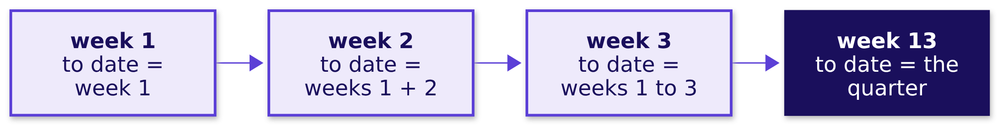 week 1
to date =
week 1
week 2
to date =
weeks 1 + 2
week 3
to date =
weeks 1 to 3
week 13
to date = the
quarter